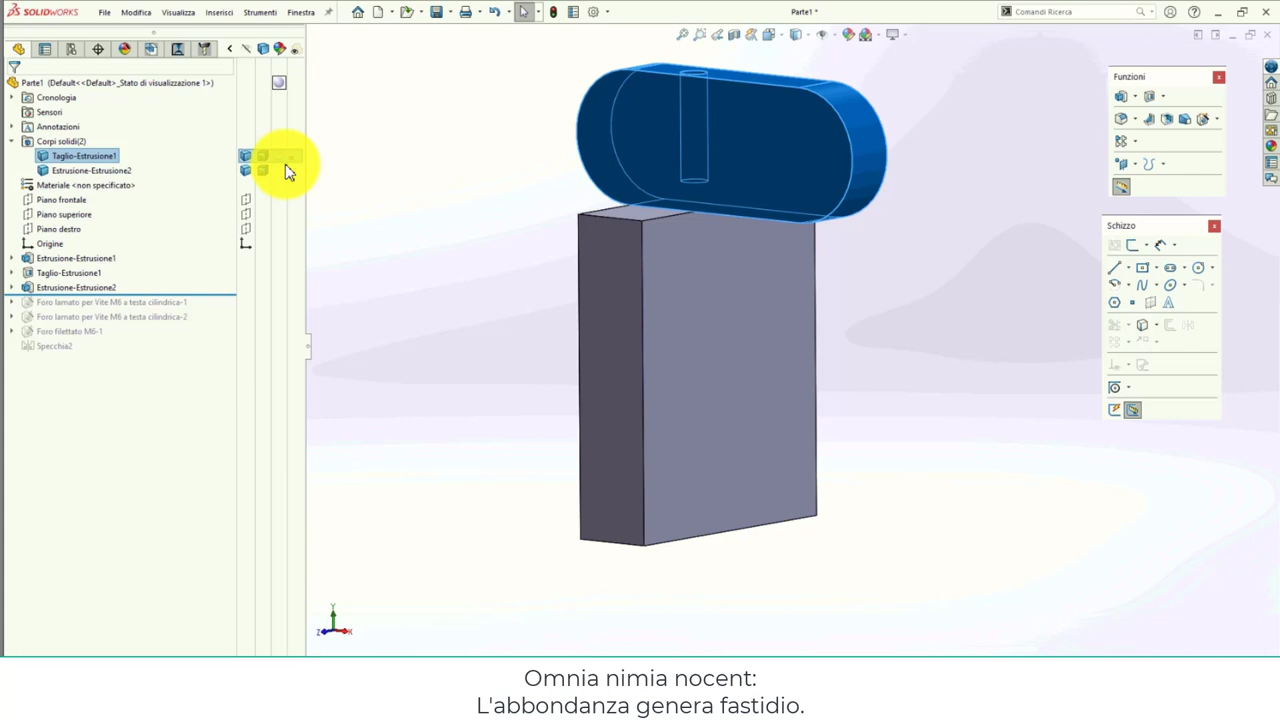 SOLIDWORKS
File
Modifica
Visualizza
Inserisci
Strumenti
Finestra
Parte1 *
Comandi Ricerca
Parte1 (Default<<Default>_Stato di visualizzazione 1>)
Cronologia
Sensori
Annotazioni
Corpi solidi(2)
Taglio-Estrusione1
Estrusione-Estrusione2
Materiale <non specificato>
Piano frontale
Piano superiore
Piano destro
Origine
Estrusione-Estrusione1
Taglio-Estrusione1
Estrusione-Estrusione2
Foro lamato per Vite M6 a testa cilindrica-1
Foro lamato per Vite M6 a testa cilindrica-2
Foro filettato M6-1
Specchia2
Funzioni
Schizzo
Y
Z
X
Omnia nimia nocent:
L'abbondanza genera fastidio.